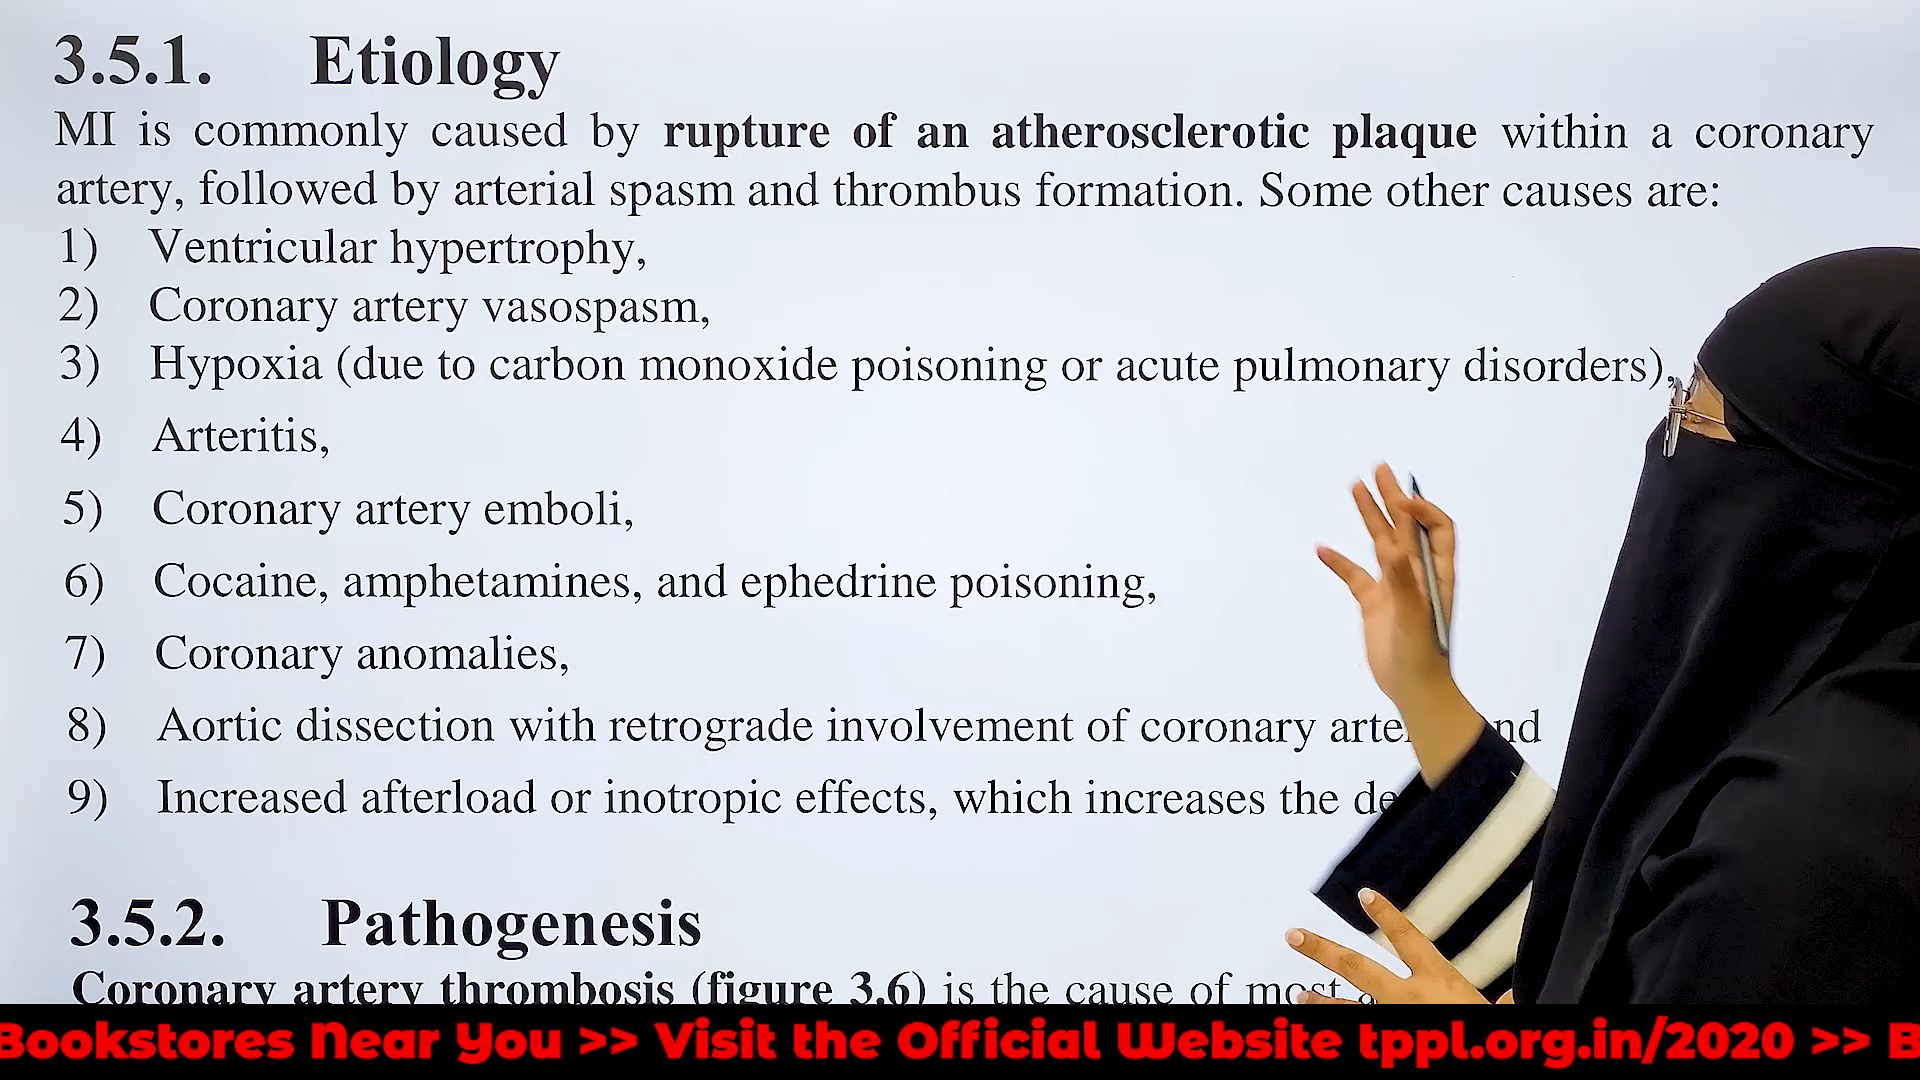 3.5.1. Etiology
MI is commonly caused by rupture of an atherosclerotic plaque within a coronary
artery, followed by arterial spasm and thrombus formation. Some other causes are:
1) Ventricular hypertrophy,
2) Coronary artery vasospasm,
3) Hypoxia (due to carbon monoxide poisoning or acute pulmonary disorders),
4) Arteritis,
5) Coronary artery emboli,
6) Cocaine, amphetamines, and ephedrine poisoning,
7) Coronary anomalies,
8) Aortic dissection with retrograde involvement of coronary
9) Increased afterload or inotropic effects, which increases the
3.5.2. Pathogenesis
Coronary artery thrombosis (figure 3.6) is the cause of most
Bookstores Near You >> Visit the Official Website tppl.org.in/2020 >> B